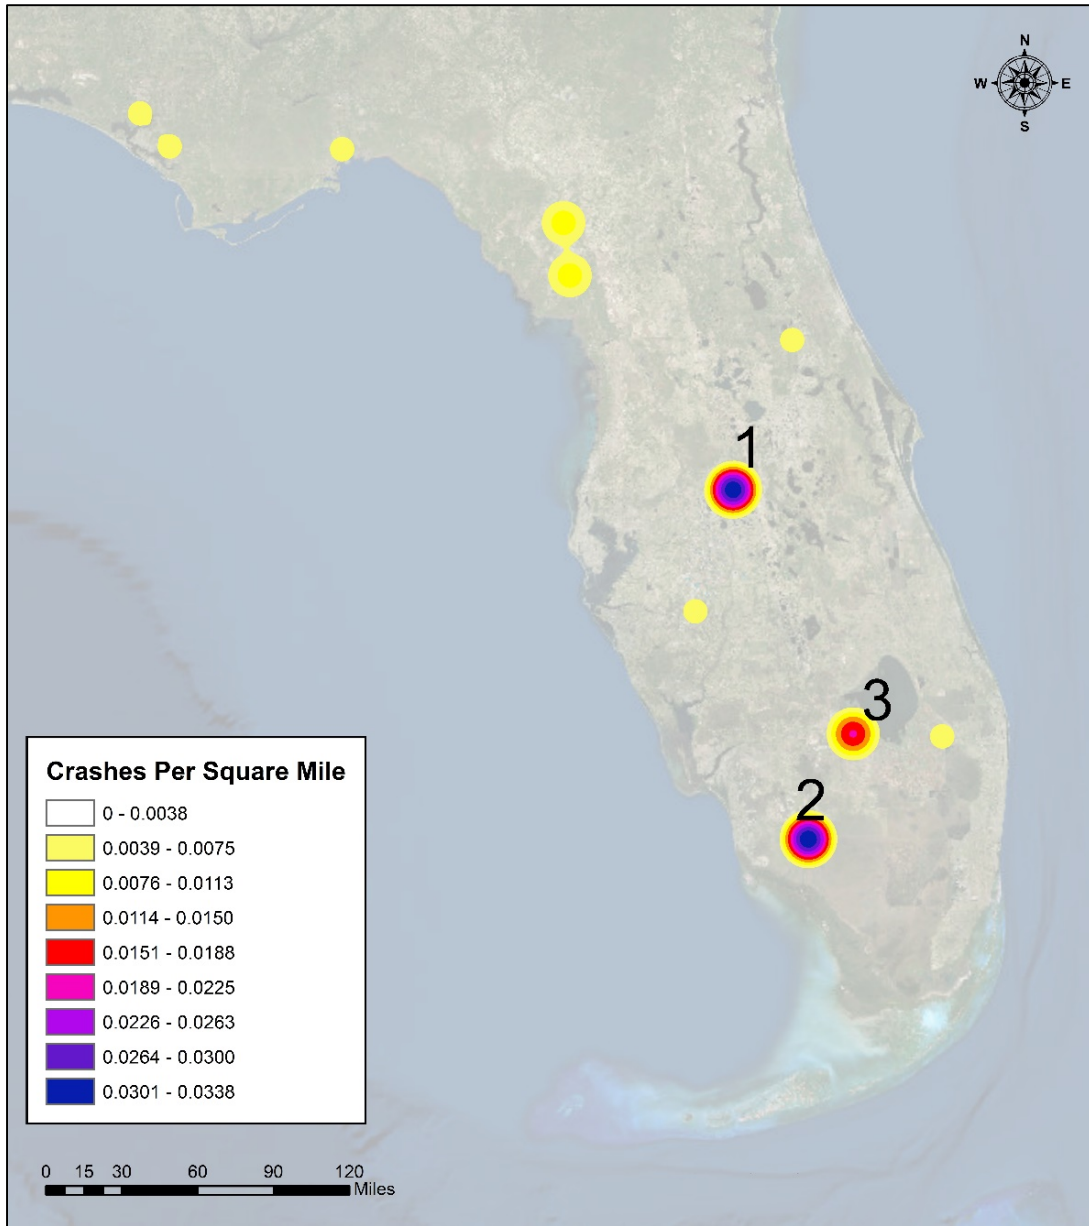 N
W E
S
1
3
2
Crashes Per Square Mile
0 - 0.0038
0.0039 - 0.0075
0.0076 - 0.0113
0.0114 - 0.0150
0.0151 - 0.0188
0.0189 - 0.0225
0.0226 - 0.0263
0.0264 - 0.0300
0.0301 - 0.0338
0 15 30 60 90 120
Miles